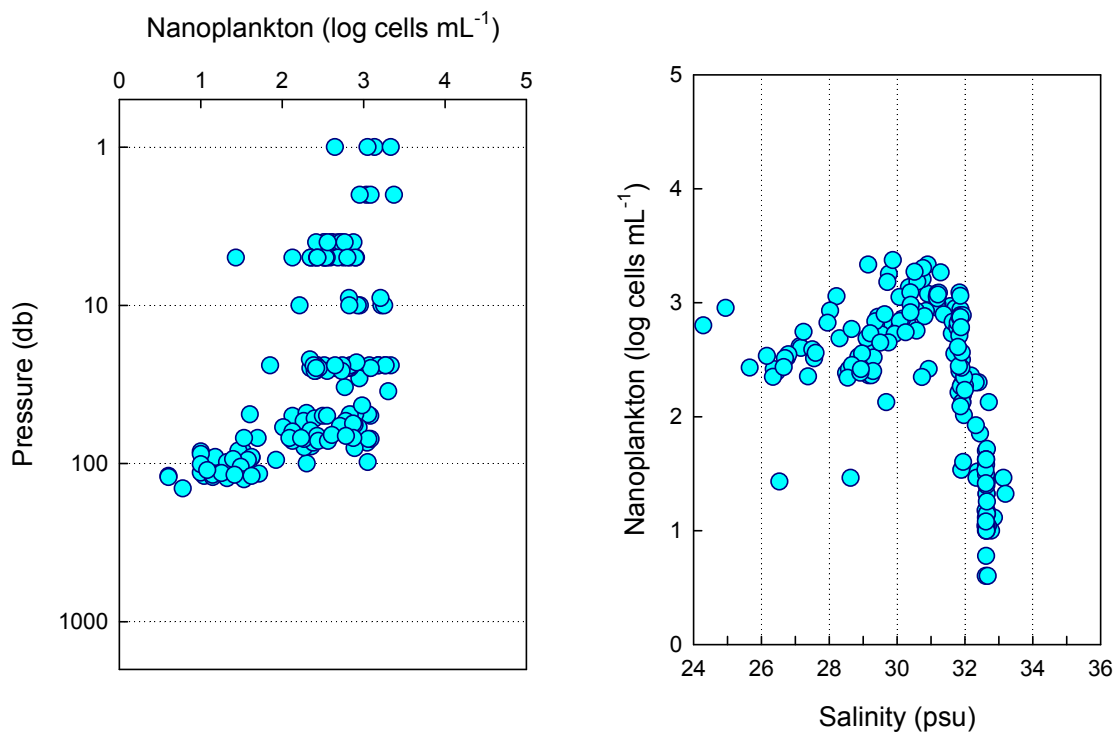 Nanoplankton (log cells mL⁻¹)
0 1 2 3 4 5
Pressure (db)
1
10
100
1000
Nanoplankton (log cells mL⁻¹)
5
4
3
2
1
0
24 26 28 30 32 34 36
Salinity (psu)